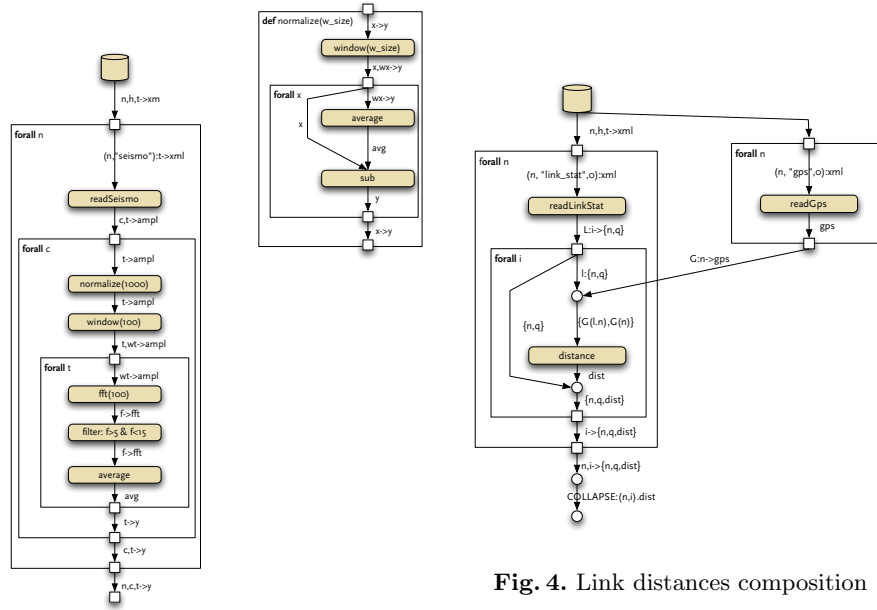 n,h,t->xm
forall n
(n,"seismo"):t->xml
readSeismo
c,t->ampl
forall c
t->ampl
normalize(1000)
t->ampl
window(100)
t,wt->ampl
forall t
wt->ampl
fft(100)
f->fft
filter: f>5 & f<15
f->fft
average
avg
t->y
c,t->y
n,c,t->y
def normalize(w_size)
x->y
window(w_size)
x,wx->y
forall x
wx->y
x
average
avg
sub
y
x->y
n,h,t->xml
forall n
(n, "link_stat",o):xml
readLinkStat
L:i->{n,q}
forall i
l:{n,q}
{n,q}
{G(l.n),G(n)}
distance
dist
{n,q,dist}
i->{n,q,dist}
n,i->{n,q,dist}
COLLAPSE:(n,i).dist
forall n
(n, "gps",o):xml
readGps
gps
G:n->gps
Fig. 4. Link distances composition